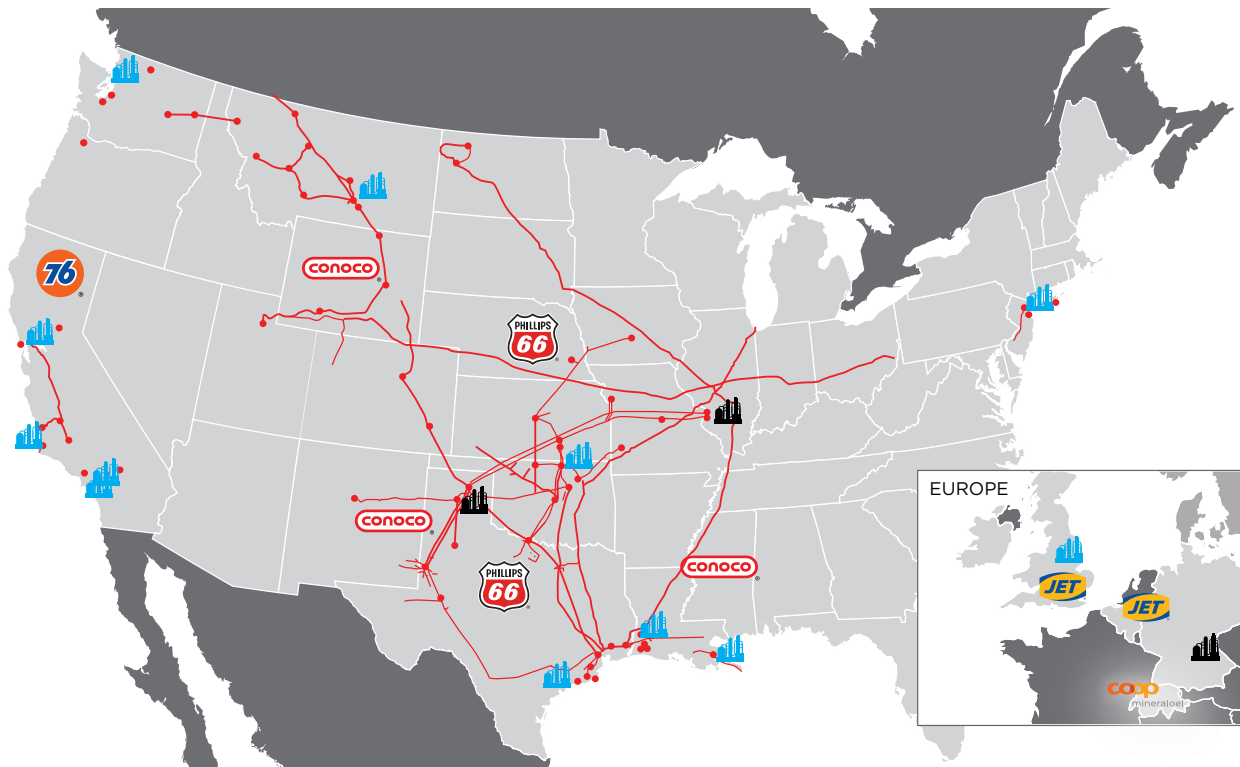 76
®
CONOCO
®
PHILLIPS
66
®
CONOCO
®
PHILLIPS
66
®
CONOCO
®
EUROPE
JET
JET
coop
mineraloel